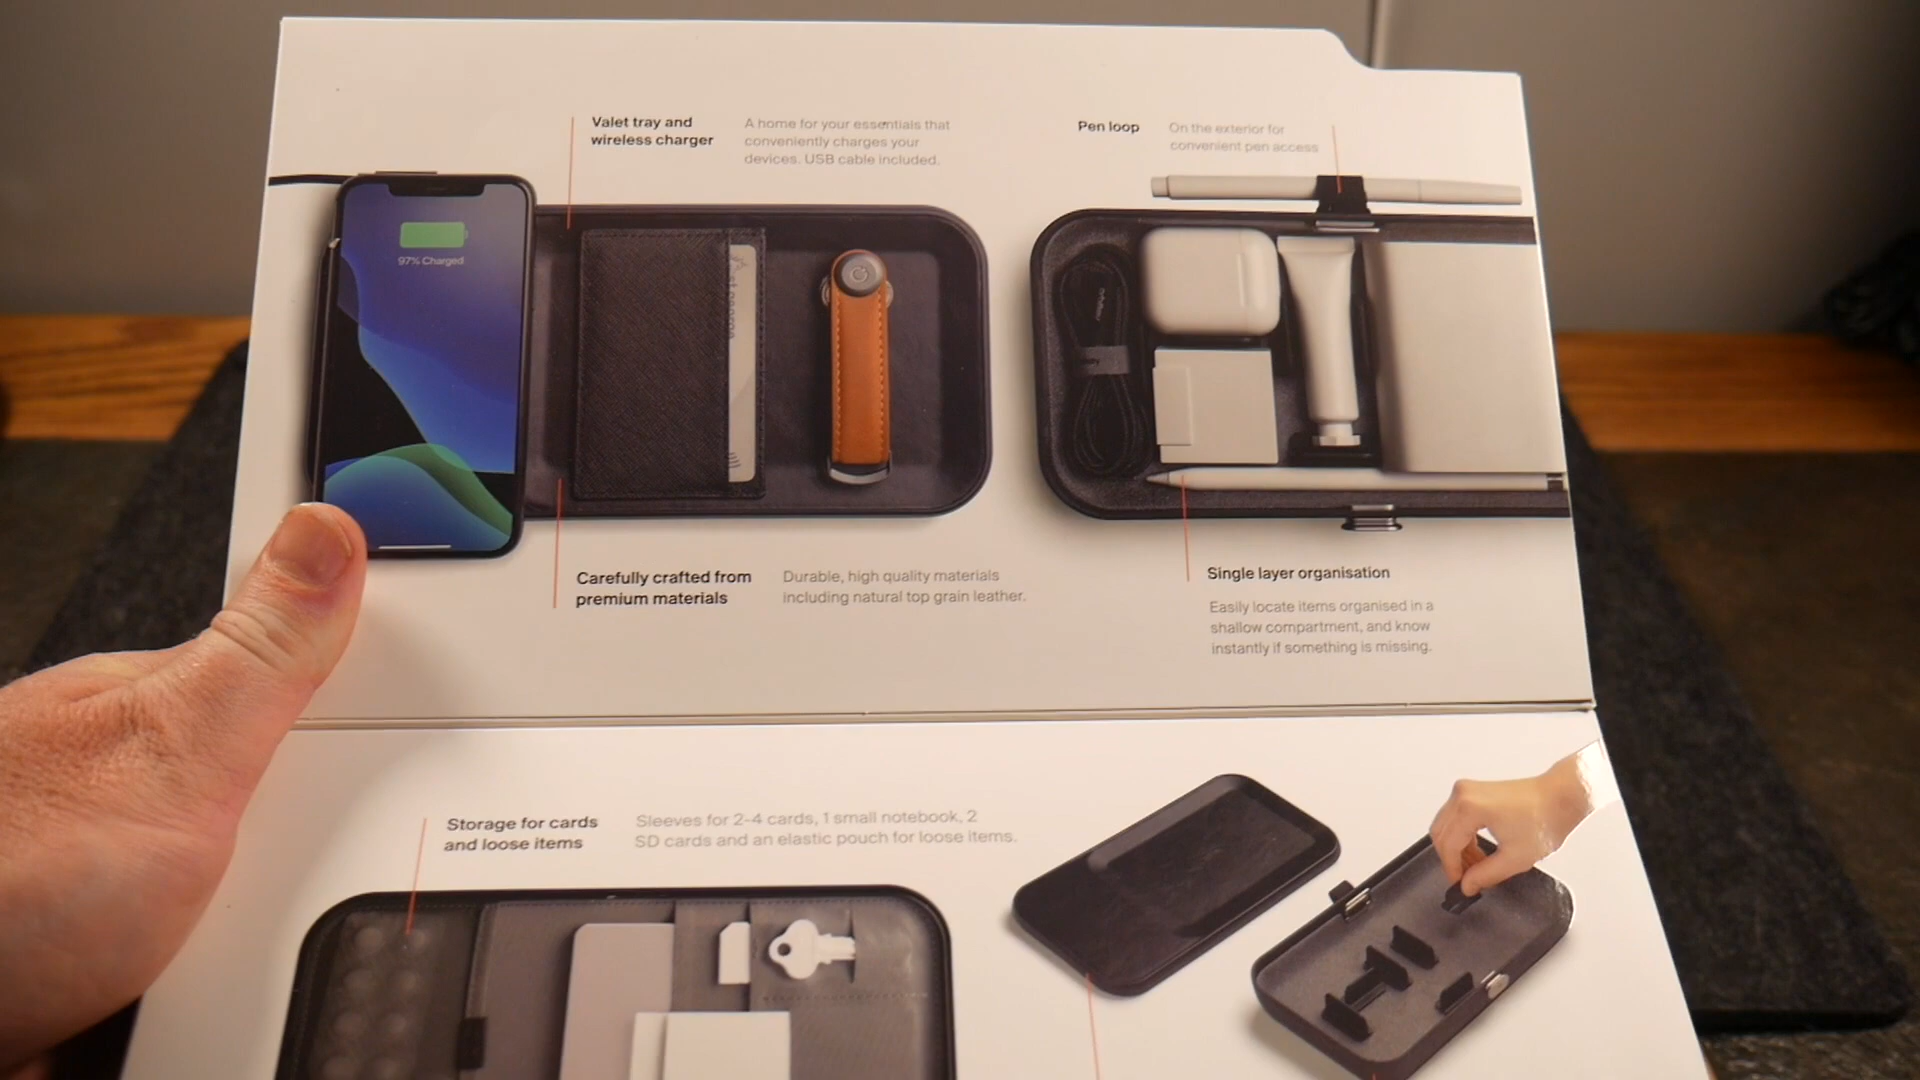 Valet tray and
wireless charger
A home for your essentials that
conveniently charges your
devices. USB cable included.
Pen loop
On the exterior for
convenient pen access
97% Charged
Carefully crafted from
premium materials
Durable, high quality materials
including natural top grain leather.
Single layer organisation
Easily locate items organised in a
shallow compartment, and know
instantly if something is missing.
Storage for cards
and loose items
Sleeves for 2-4 cards, 1 small notebook, 2
SD cards and an elastic pouch for loose items.